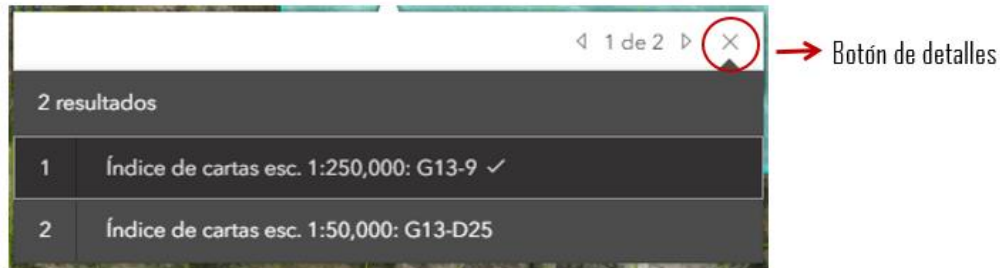 1 de 2
Botón de detalles
2 resultados
1 Índice de cartas esc. 1:250,000: G13-9
2 Índice de cartas esc. 1:50,000: G13-D25